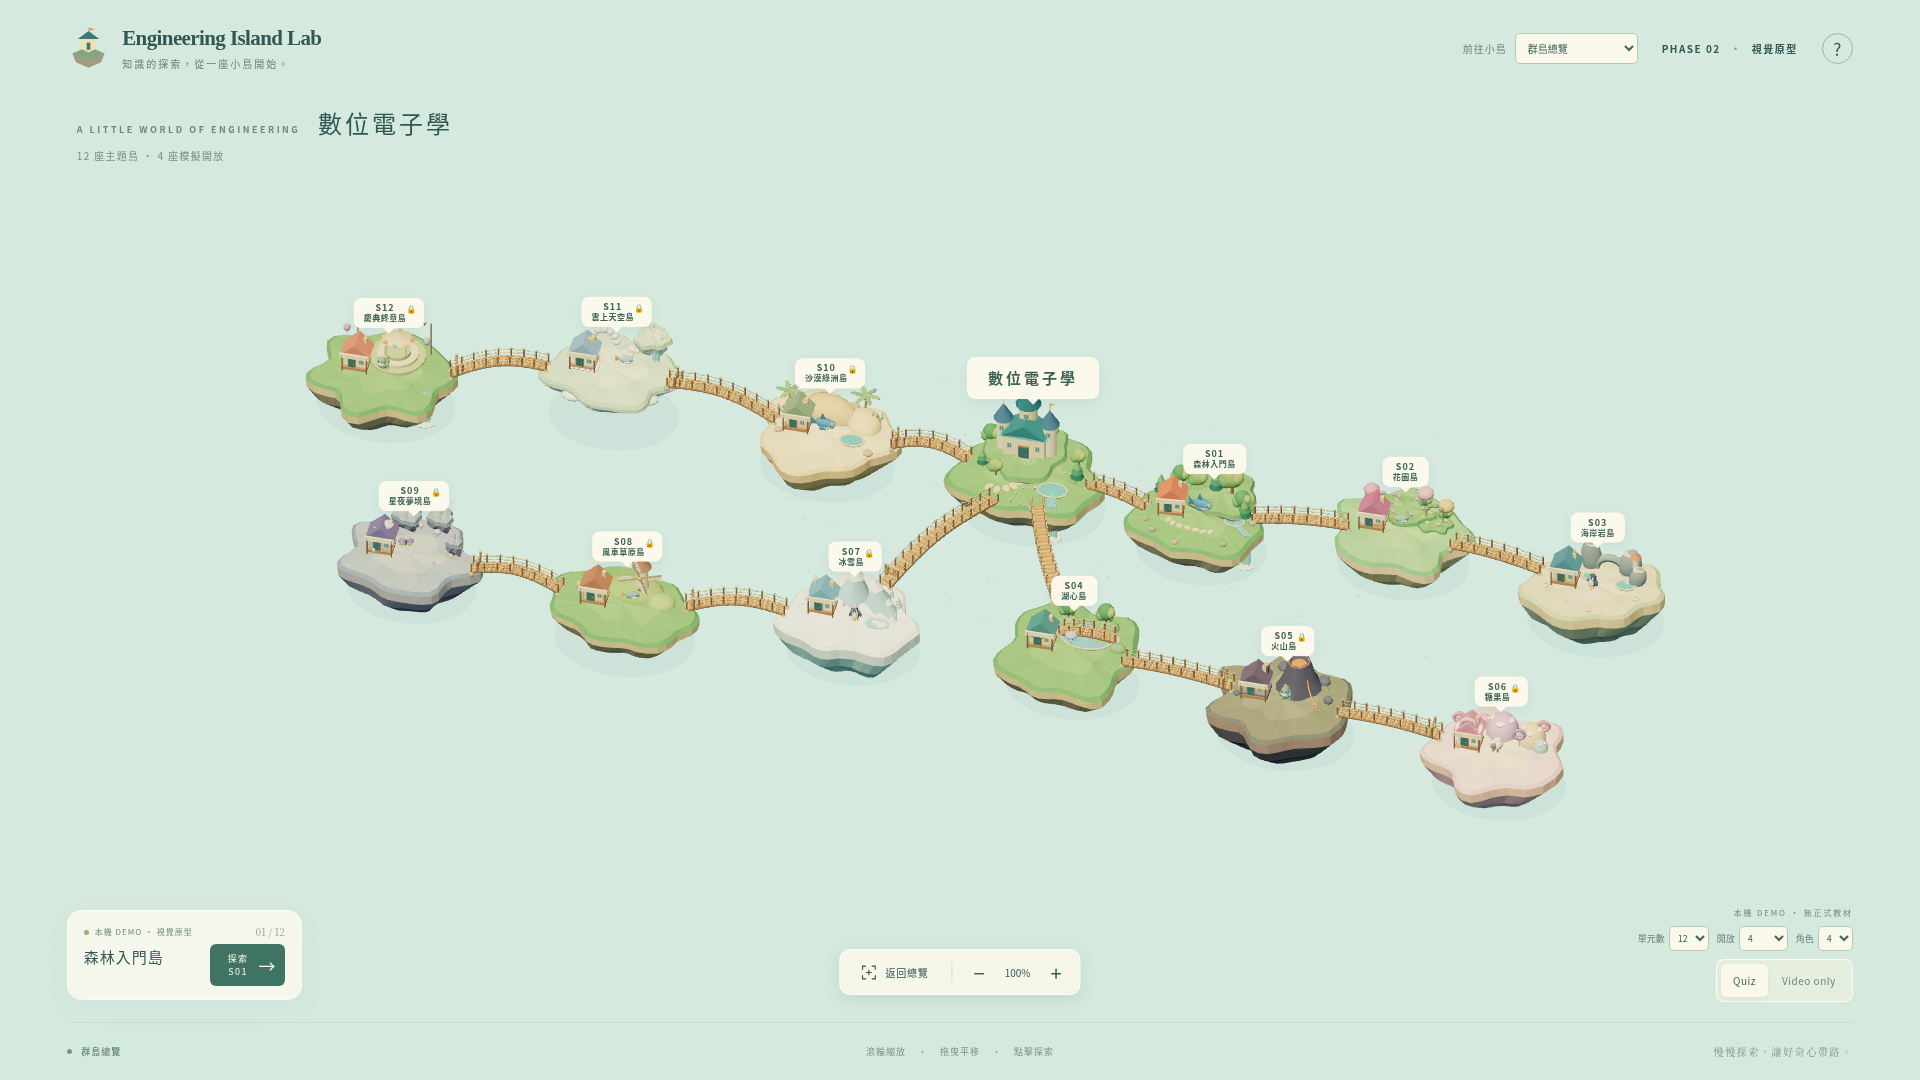 Engineering Island Lab
知識的探索，從一座小島開始。
前往小島
群島總覽
PHASE 02 · 視覺原型
?
A LITTLE WORLD OF ENGINEERING
數位電子學
12 座主題島 · 4 座模擬開放
S12
慶典終章島
S11
雲上天空島
S10
沙漠綠洲島
數位電子學
S01
森林入門島
S02
花園島
S09
星夜夢境島
S03
海岸岩島
S08
風車草原島
S07
冰雪島
S04
湖心島
S05
火山島
S06
糖果島
本機 DEMO · 視覺原型
01 / 12
森林入門島
探索
S01
→
返回總覽
−
100%
+
本機 DEMO · 無正式教材
單元數
12
開放
4
角色
4
Quiz
Video only
群島總覽
滾輪縮放 · 拖曳平移 · 點擊探索
慢慢探索，讓好奇心帶路。